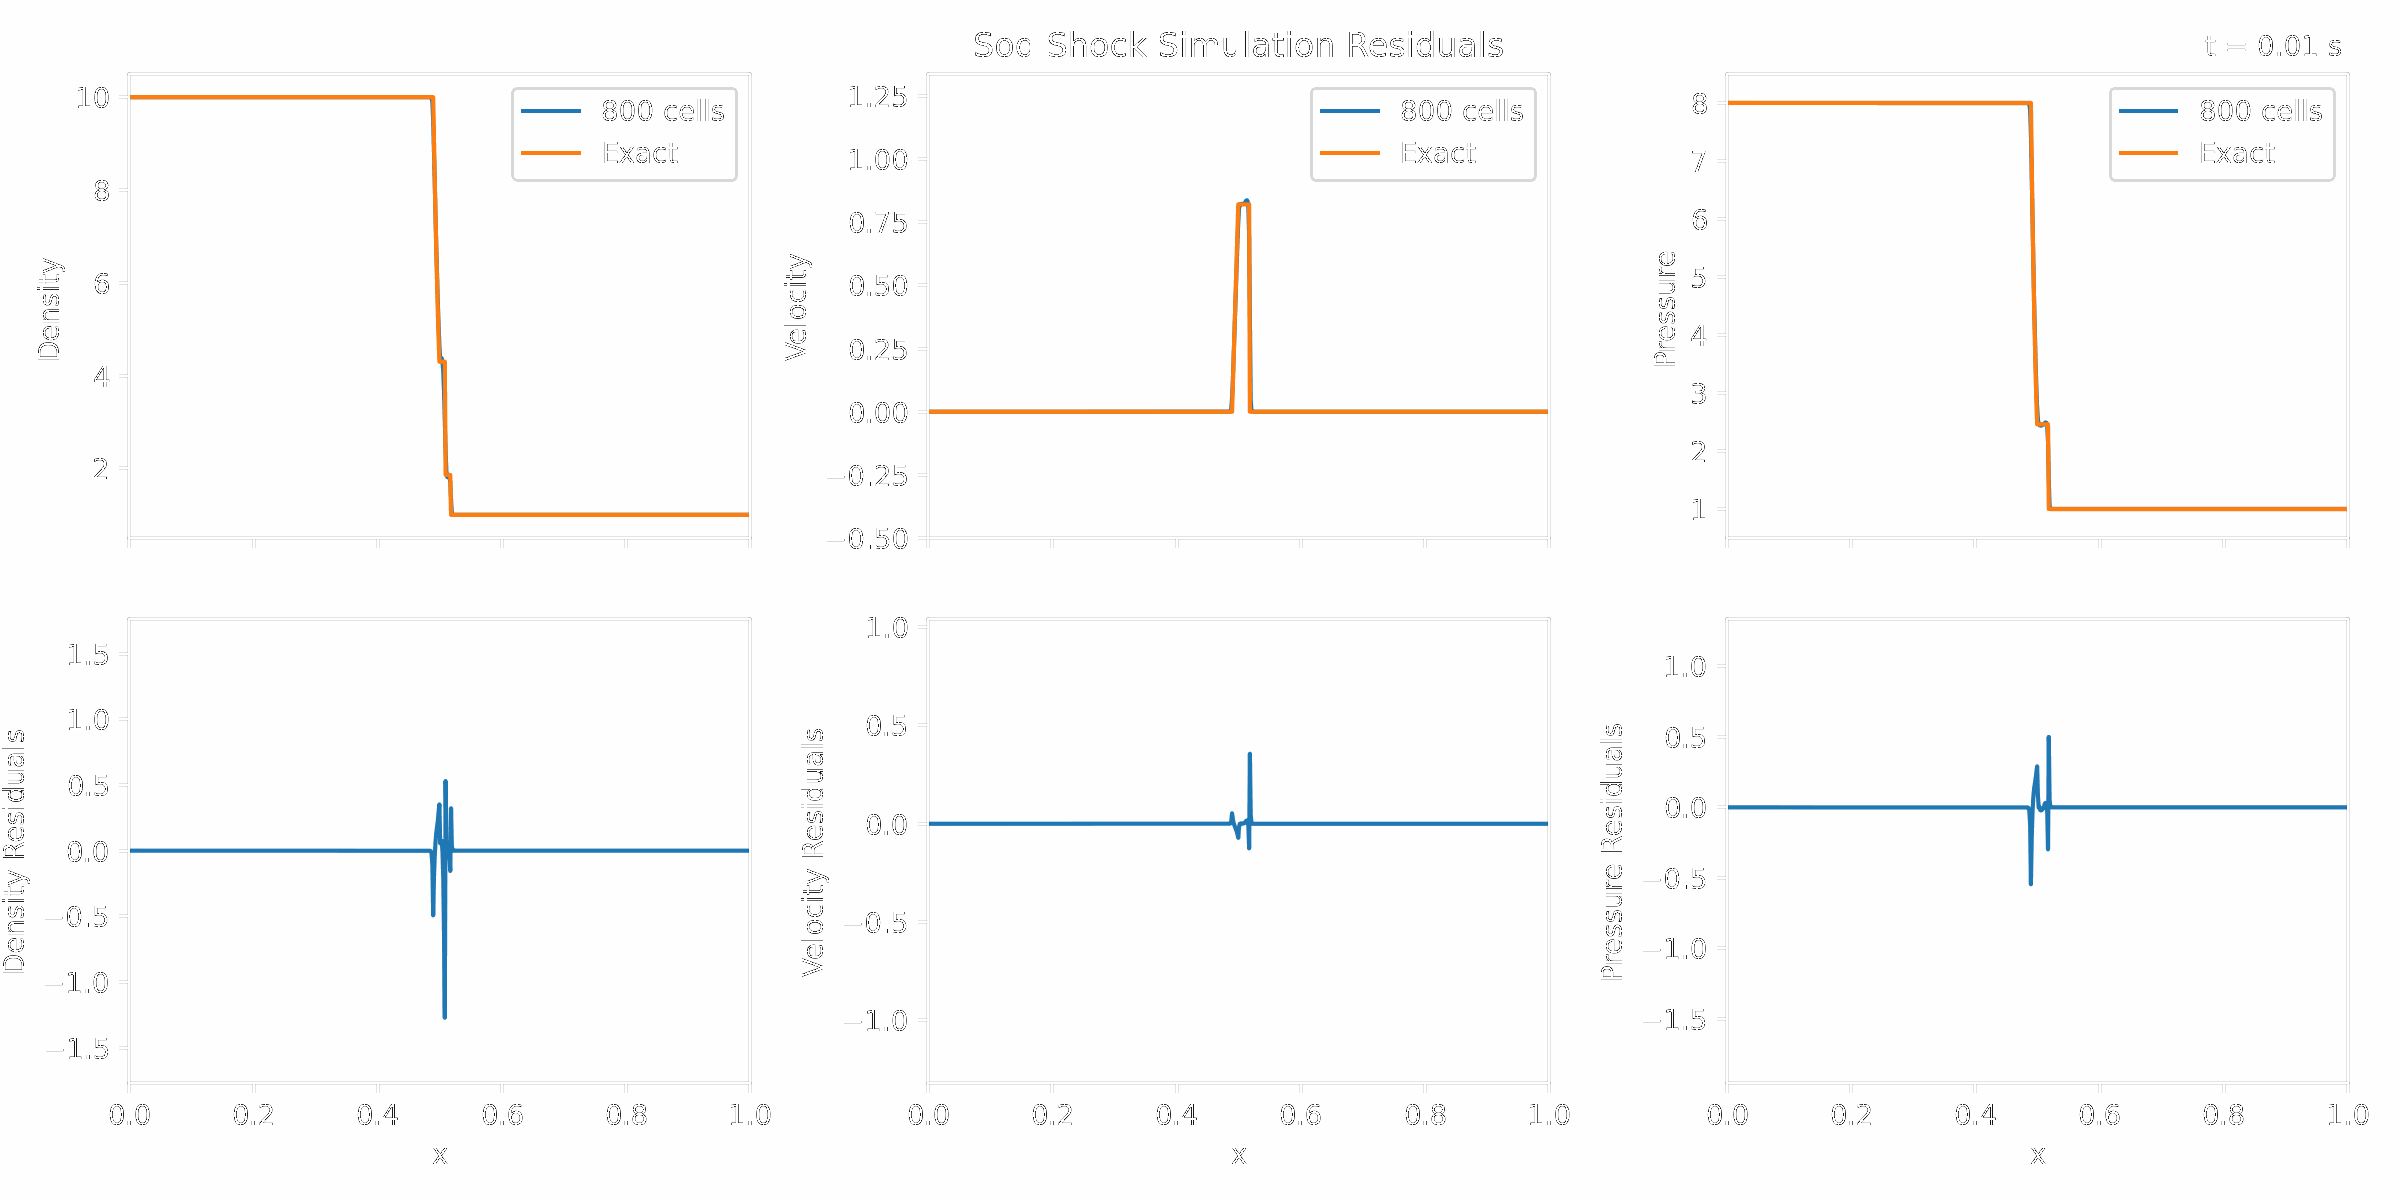 Sod Shock Simulation Residuals
t = 0.01 s
Density
10
8
6
4
2
800 cells
Exact
Velocity
1.25
1.00
0.75
0.50
0.25
0.00
−0.25
−0.50
800 cells
Exact
Pressure
8
7
6
5
4
3
2
1
800 cells
Exact
Density Residuals
1.5
1.0
0.5
0.0
−0.5
−1.0
−1.5
0.0 0.2 0.4 0.6 0.8 1.0
x
Velocity Residuals
1.0
0.5
0.0
−0.5
−1.0
0.0 0.2 0.4 0.6 0.8 1.0
x
Pressure Residuals
1.0
0.5
0.0
−0.5
−1.0
−1.5
0.0 0.2 0.4 0.6 0.8 1.0
x